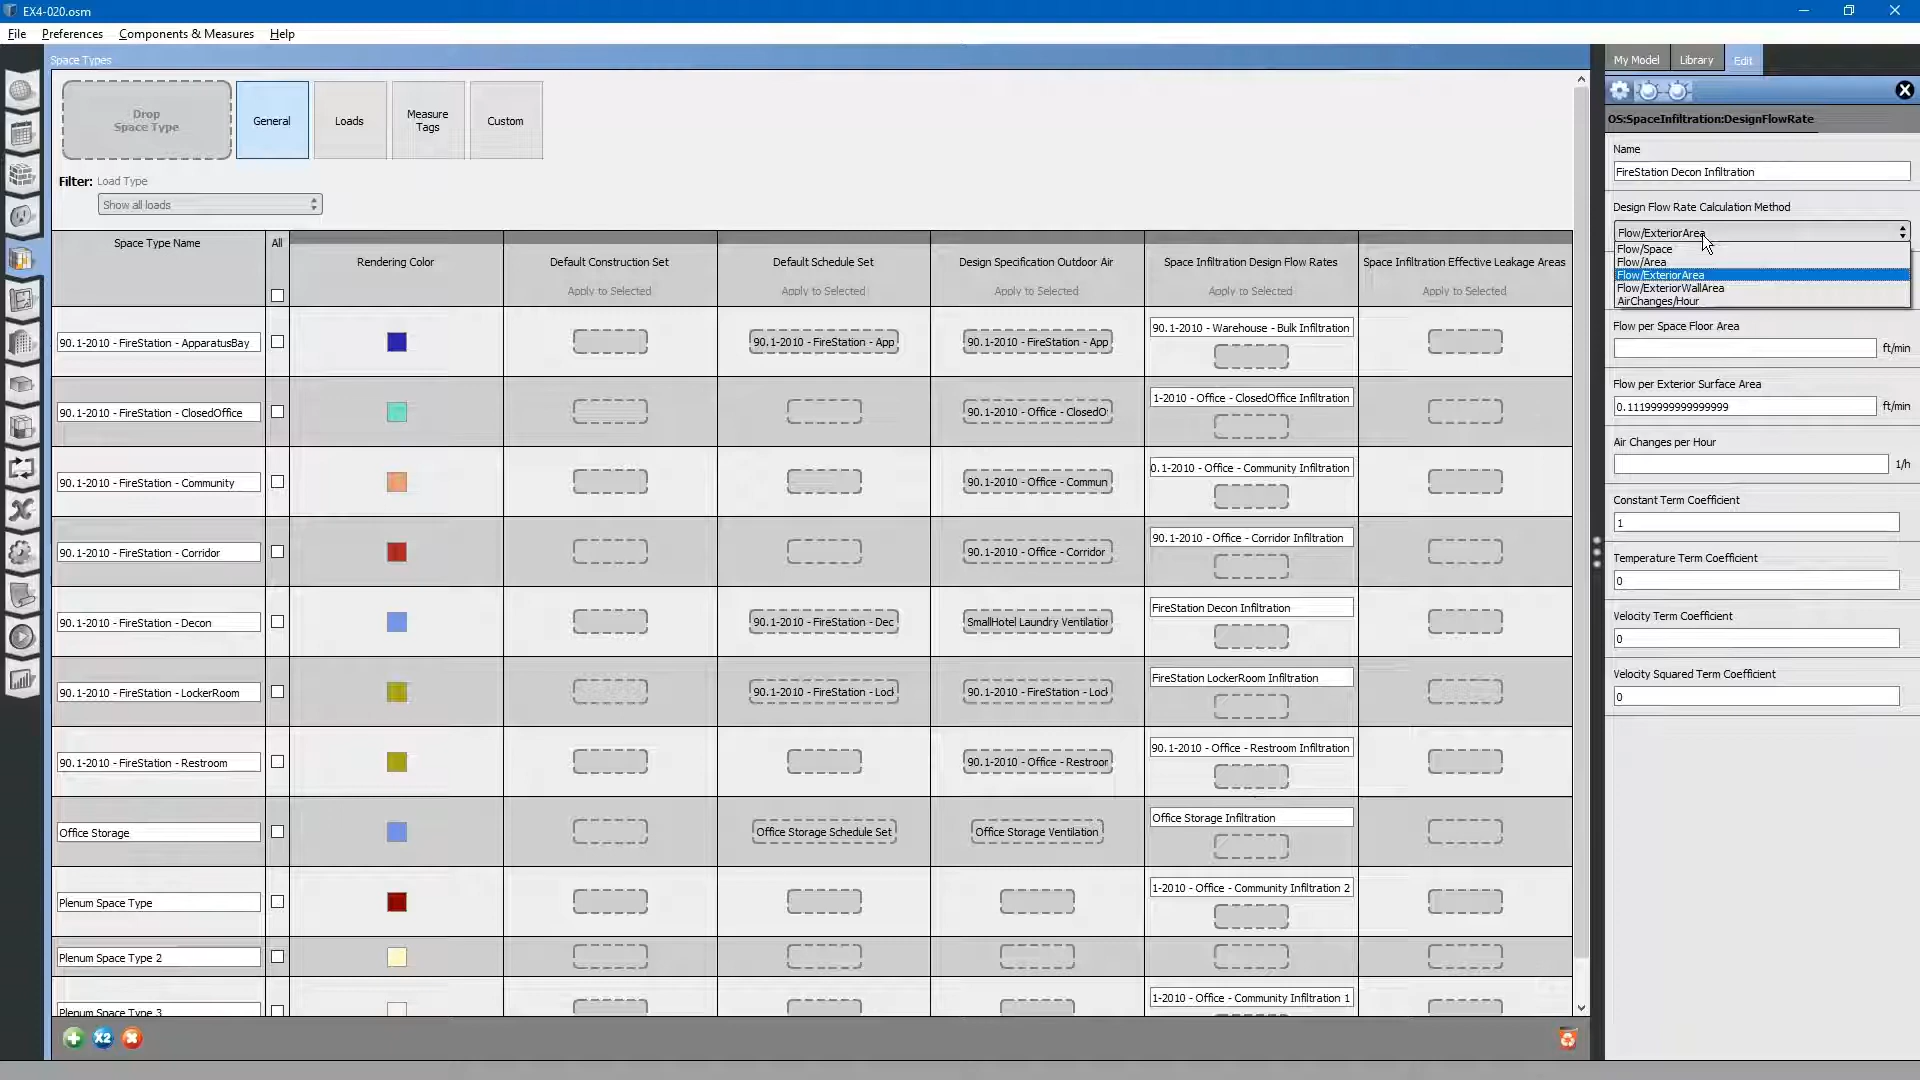 EX4-020.osm
File Preferences Components & Measures Help
Space Types
My Model Library Edit
Drop
Space Type
General
Loads
Measure
Tags
Custom
Filter: Load Type
Show all loads
Space Type Name
All
Rendering Color
Default Construction Set
Apply to Selected
Default Schedule Set
Apply to Selected
Design Specification Outdoor Air
Apply to Selected
Space Infiltration Design Flow Rates
Apply to Selected
Space Infiltration Effective Leakage Areas
Apply to Selected
90.1-2010 - FireStation - ApparatusBay
90.1-2010 - FireStation - App
90.1-2010 - FireStation - App
90.1-2010 - Warehouse - Bulk Infiltration
90.1-2010 - FireStation - ClosedOffice
90.1-2010 - Office - ClosedO
1-2010 - Office - ClosedOffice Infiltration
90.1-2010 - FireStation - Community
90.1-2010 - Office - Commun
0.1-2010 - Office - Community Infiltration
90.1-2010 - FireStation - Corridor
90.1-2010 - Office - Corridor
90.1-2010 - Office - Corridor Infiltration
90.1-2010 - FireStation - Decon
90.1-2010 - FireStation - Dec
SmallHotel Laundry Ventilation
FireStation Decon Infiltration
90.1-2010 - FireStation - LockerRoom
90.1-2010 - FireStation - Lock
90.1-2010 - FireStation - Lock
FireStation LockerRoom Infiltration
90.1-2010 - FireStation - Restroom
90.1-2010 - Office - Restroor
90.1-2010 - Office - Restroom Infiltration
Office Storage
Office Storage Schedule Set
Office Storage Ventilation
Office Storage Infiltration
Plenum Space Type
1-2010 - Office - Community Infiltration 2
Plenum Space Type 2
Plenum Space Type 3
1-2010 - Office - Community Infiltration 1
X2
OS:SpaceInfiltration:DesignFlowRate
Name
FireStation Decon Infiltration
Design Flow Rate Calculation Method
Flow/ExteriorArea
Flow/Space
Flow/Area
Flow/ExteriorArea
Flow/ExteriorWallArea
AirChanges/Hour
Flow per Space Floor Area
ft/min
Flow per Exterior Surface Area
0.11199999999999999 ft/min
Air Changes per Hour
1/h
Constant Term Coefficient
1
Temperature Term Coefficient
0
Velocity Term Coefficient
0
Velocity Squared Term Coefficient
0